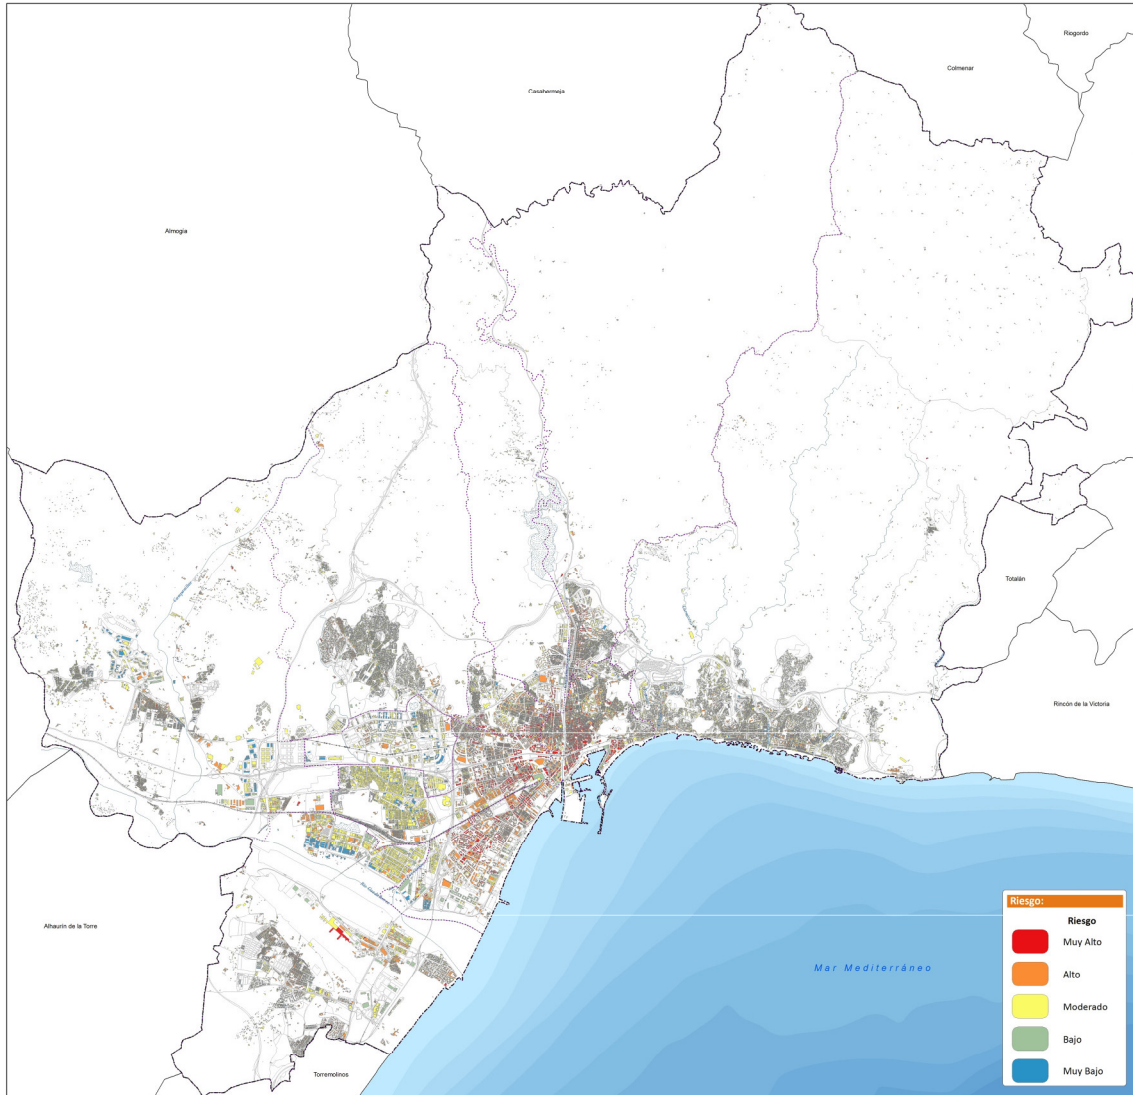 Riogordo
Colmenar
Casabermeja
Almogía
Totalán
Rincón de la Victoria
Alhaurín de la Torre
Torremolinos
Mar Mediterráneo
Riesgo:
Riesgo
Muy Alto
Alto
Moderado
Bajo
Muy Bajo